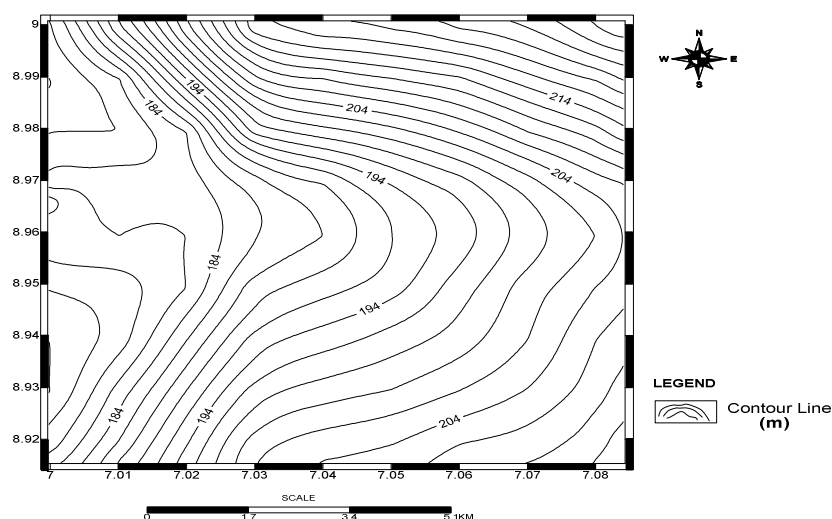 9
N
W E
S
8.99
194
184
214
204
8.98
8.97
194
204
8.96
184
8.95
194
8.94
8.93
LEGEND
184
194
Contour Line
204
(m)
8.92
7 7.01 7.02 7.03 7.04 7.05 7.06 7.07 7.08
SCALE
0 1.7 3.4 5.1KM